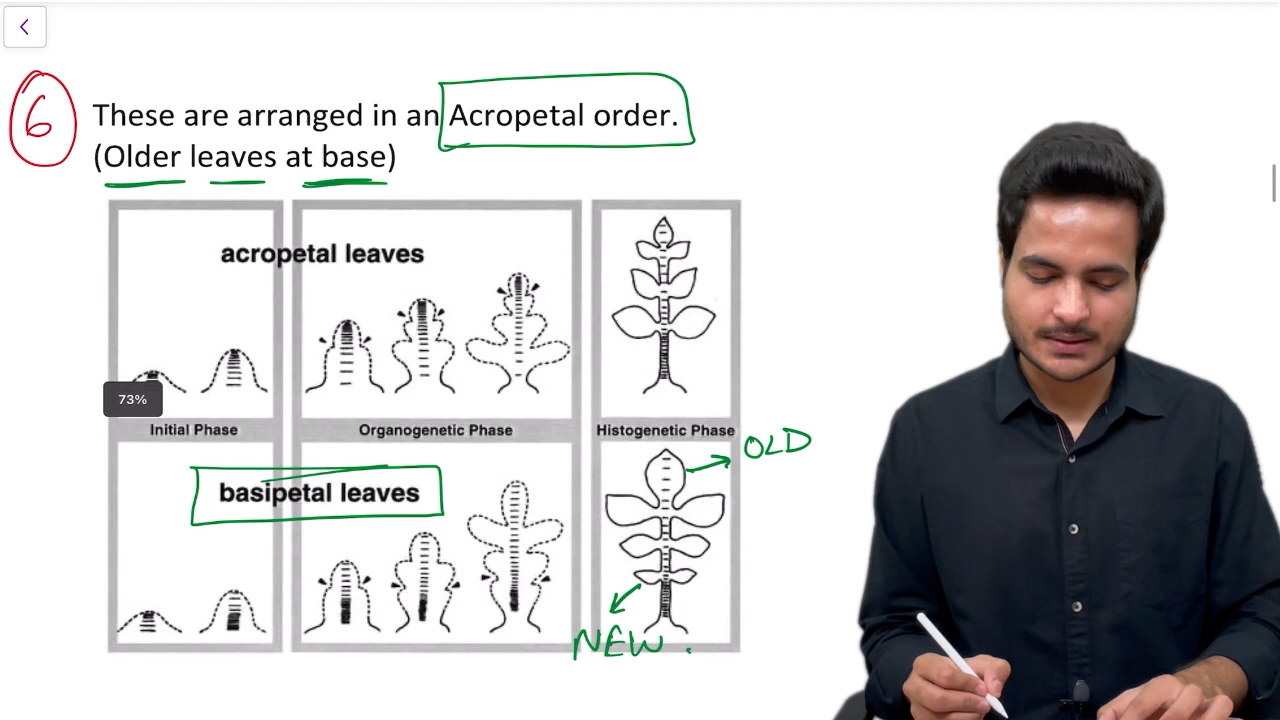 6
These are arranged in an Acropetal order.
(Older leaves at base)
acropetal leaves
73%
Initial Phase
Organogenetic Phase
Histogenetic Phase
OLD
basipetal leaves
NEW.